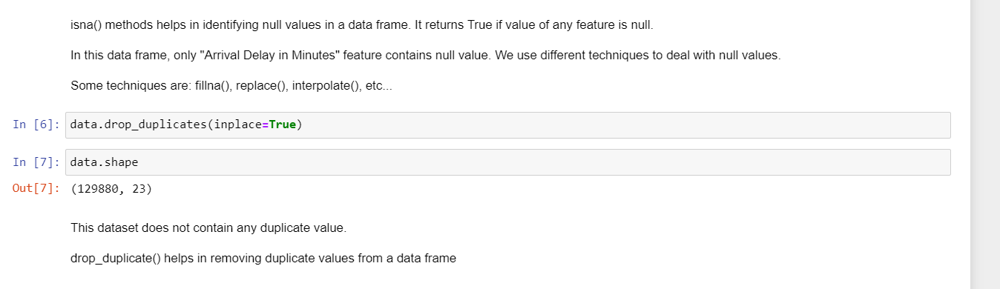 isna() methods helps in identifying null values in a data frame. It returns True if value of any feature is null.
In this data frame, only "Arrival Delay in Minutes" feature contains null value. We use different techniques to deal with null values.
Some techniques are: fillna(), replace(), interpolate(), etc...
In [6]: data.drop_duplicates(inplace=True)
In [7]: data.shape
Out[7]: (129880, 23)
This dataset does not contain any duplicate value.
drop_duplicate() helps in removing duplicate values from a data frame